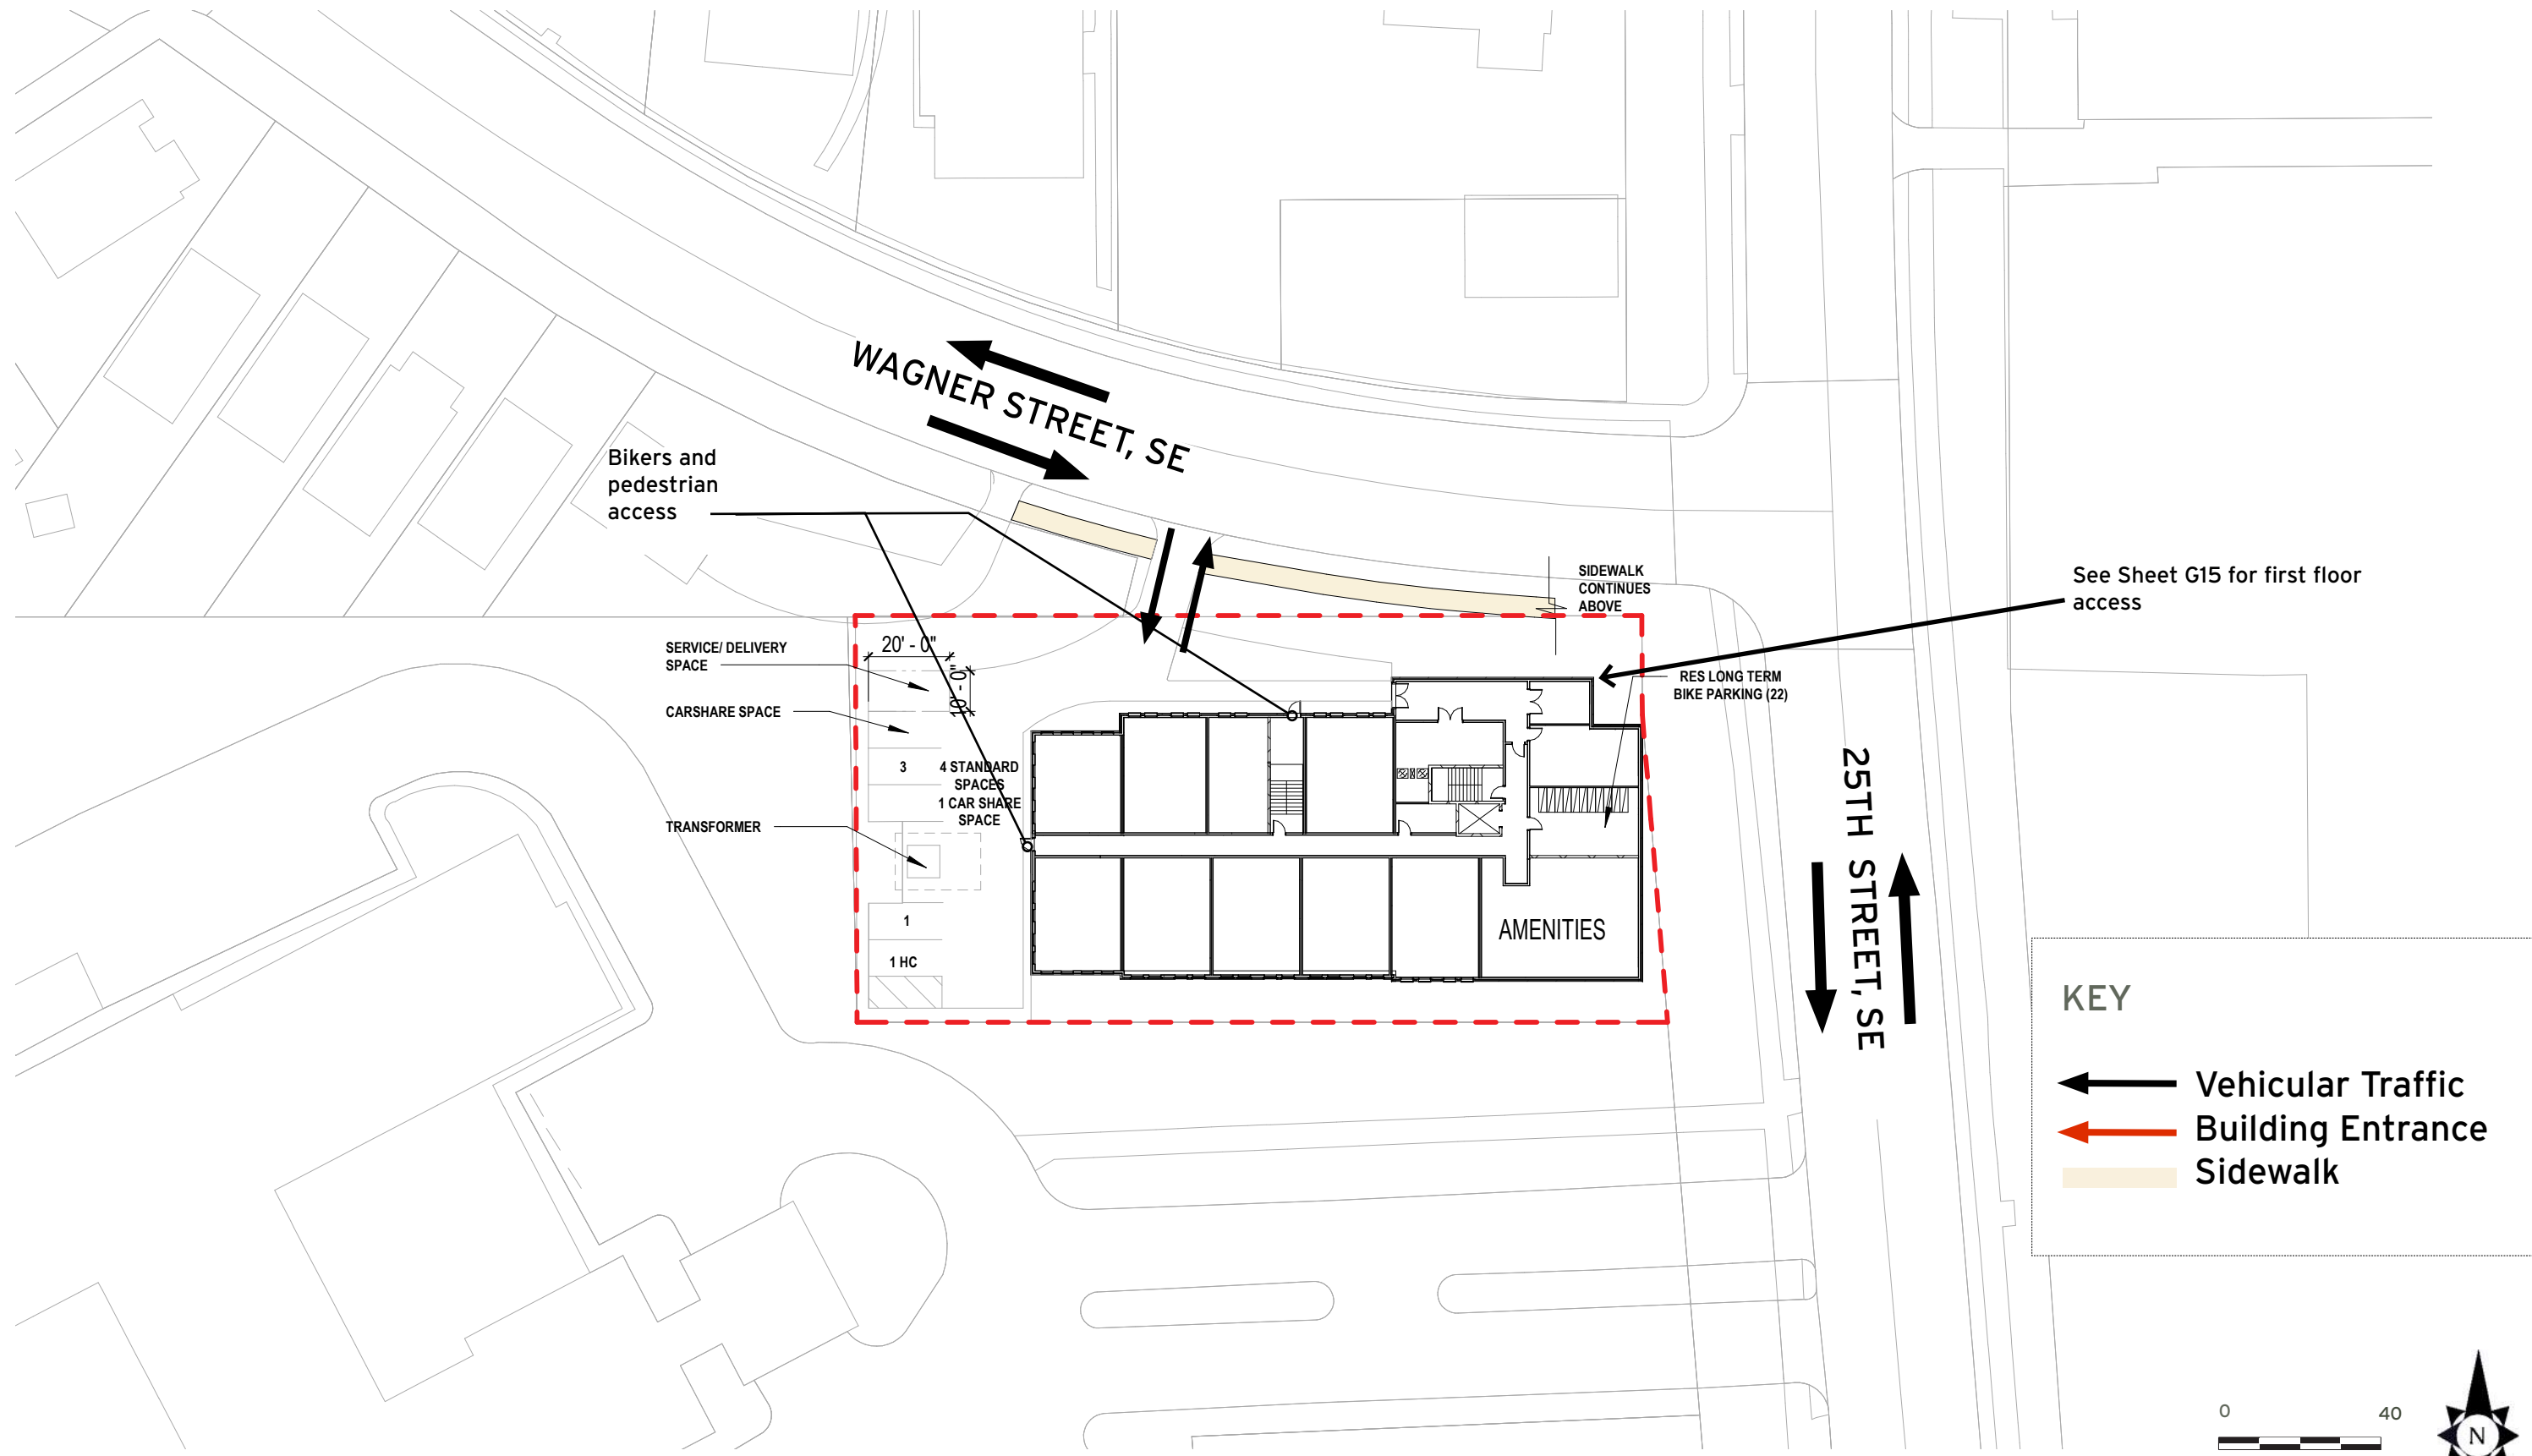 WAGNER STREET, SE
Bikers and
pedestrian
access
SIDEWALK
CONTINUES
ABOVE
See Sheet G15 for first floor
access
SERVICE/ DELIVERY
SPACE
20' - 0"
10' - 0"
RES LONG TERM
BIKE PARKING (22)
CARSHARE SPACE
3
4 STANDARD
SPACES
1 CAR SHARE
SPACE
TRANSFORMER
25TH STREET, SE
1
AMENITIES
1 HC
KEY
Vehicular Traffic
Building Entrance
Sidewalk
0
40
N